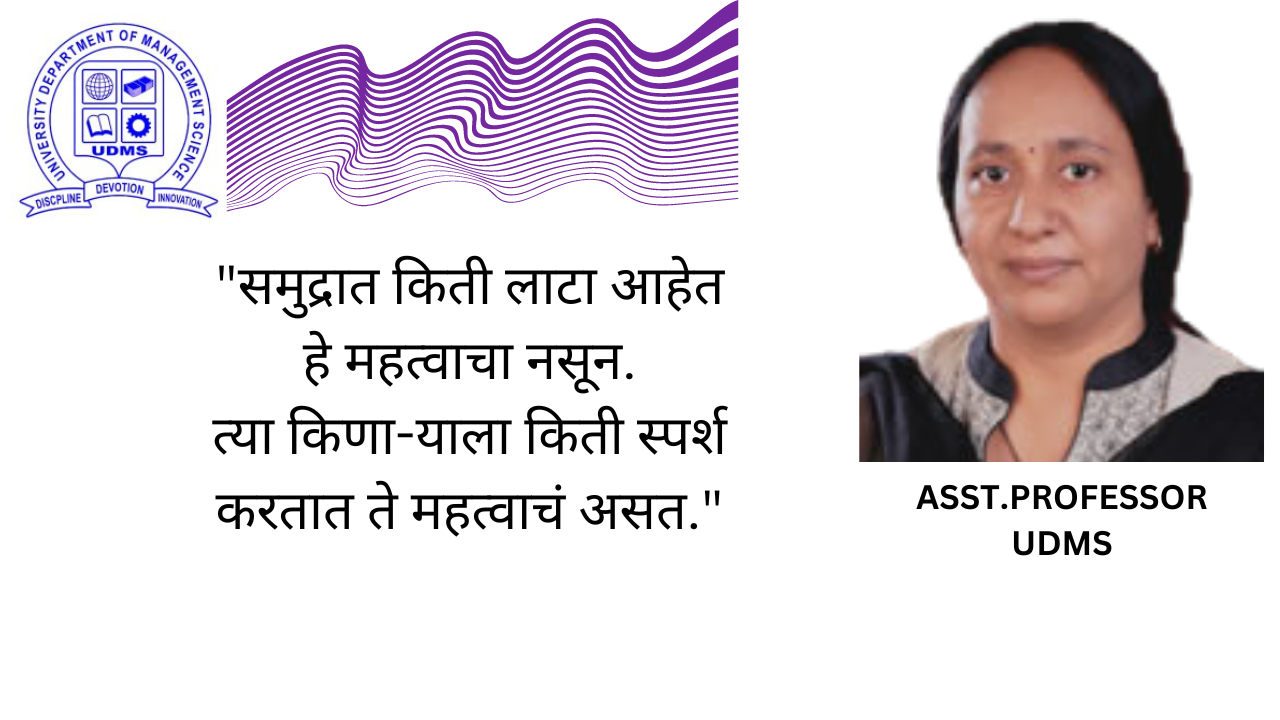 UNIVERSITY DEPARTMENT OF MANAGEMENT SCIENCE
UDMS
DISCPLINE DEVOTION INNOVATION
"समुद्रात किती लाटा आहेत
हे महत्वाचा नसून.
त्या किणा-याला किती स्पर्श
करतात ते महत्वाचं असत."
ASST.PROFESSOR
UDMS